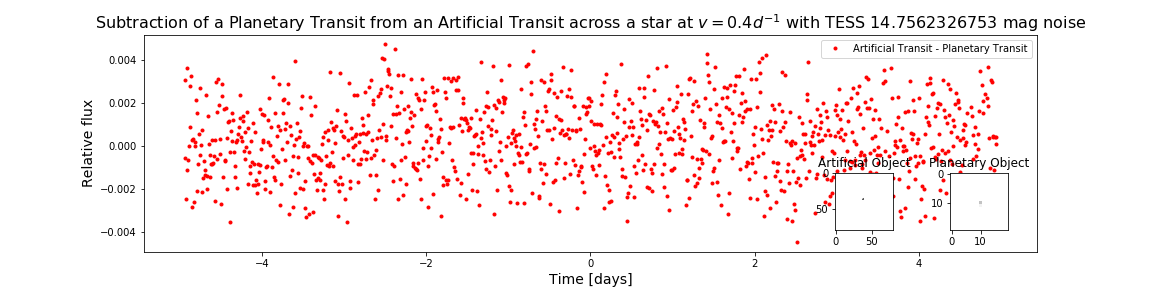 Subtraction of a Planetary Transit from an Artificial Transit across a star at v = 0.4d⁻¹ with TESS 14.7562326753 mag noise
Artificial Transit - Planetary Transit
Relative flux
0.004
0.002
0.000
−0.002
−0.004
Artificial Object
0
50
0 50
Planetary Object
0
10
0 10
−4 −2 0 2 4
Time [days]